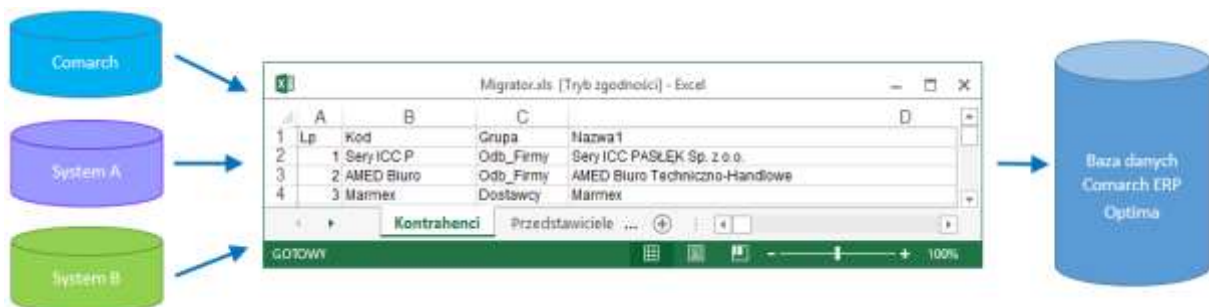 Comarch
System A
System B
Migrator.xls [Tryb zgodności] - Excel
A B C D
1 Lp Kod Grupa Nazwa1
2 1 Sery ICC P Odb_Firmy Sery ICC PASŁĘK Sp. z o.o.
3 2 AMED Biuro Odb_Firmy AMED Biuro Techniczno-Handlowe
4 3 Marmex Dostawcy Marmex
Kontrahenci Przedstawiciele ...
GOTOWY 100%
Baza danych
Comarch ERP
Optima